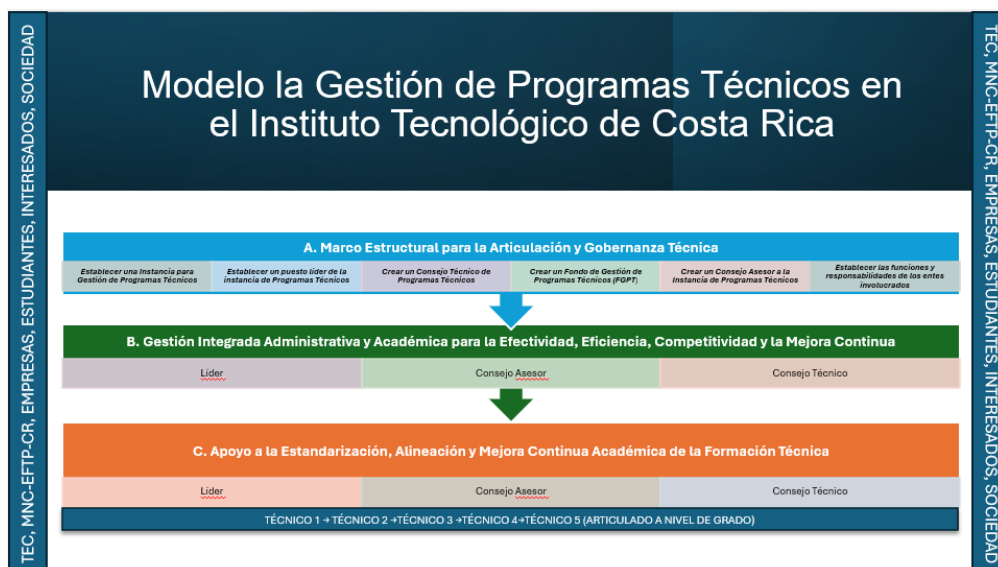 TEC, MNC-EFTP-CR, EMPRESAS, ESTUDIANTES, INTERESADOS, SOCIEDAD
Modelo la Gestión de Programas Técnicos en
el Instituto Tecnológico de Costa Rica
A. Marco Estructural para la Articulación y Gobernanza Técnica
Establecer una Instancia para
Gestión de Programas Técnicos
Establecer un puesto líder de la
instancia de Programas Técnicos
Crear un Consejo Técnico de
Programas Técnicos
Crear un Fondo de Gestión de
Programas Técnicos (FGPT)
Crear un Consejo Asesor a la
Instancia de Programas Técnicos
Establecer las funciones y
responsabilidades de los entes
involucrados
B. Gestión Integrada Administrativa y Académica para la Efectividad, Eficiencia, Competitividad y la Mejora Continua
Líder
Consejo Asesor
Consejo Técnico
C. Apoyo a la Estandarización, Alineación y Mejora Continua Académica de la Formación Técnica
Líder
Consejo Asesor
Consejo Técnico
TÉCNICO 1 → TÉCNICO 2 →TÉCNICO 3 →TÉCNICO 4→TÉCNICO 5 (ARTICULADO A NIVEL DE GRADO)
TEC, MNC-EFTP-CR, EMPRESAS, ESTUDIANTES, INTERESADOS, SOCIEDAD